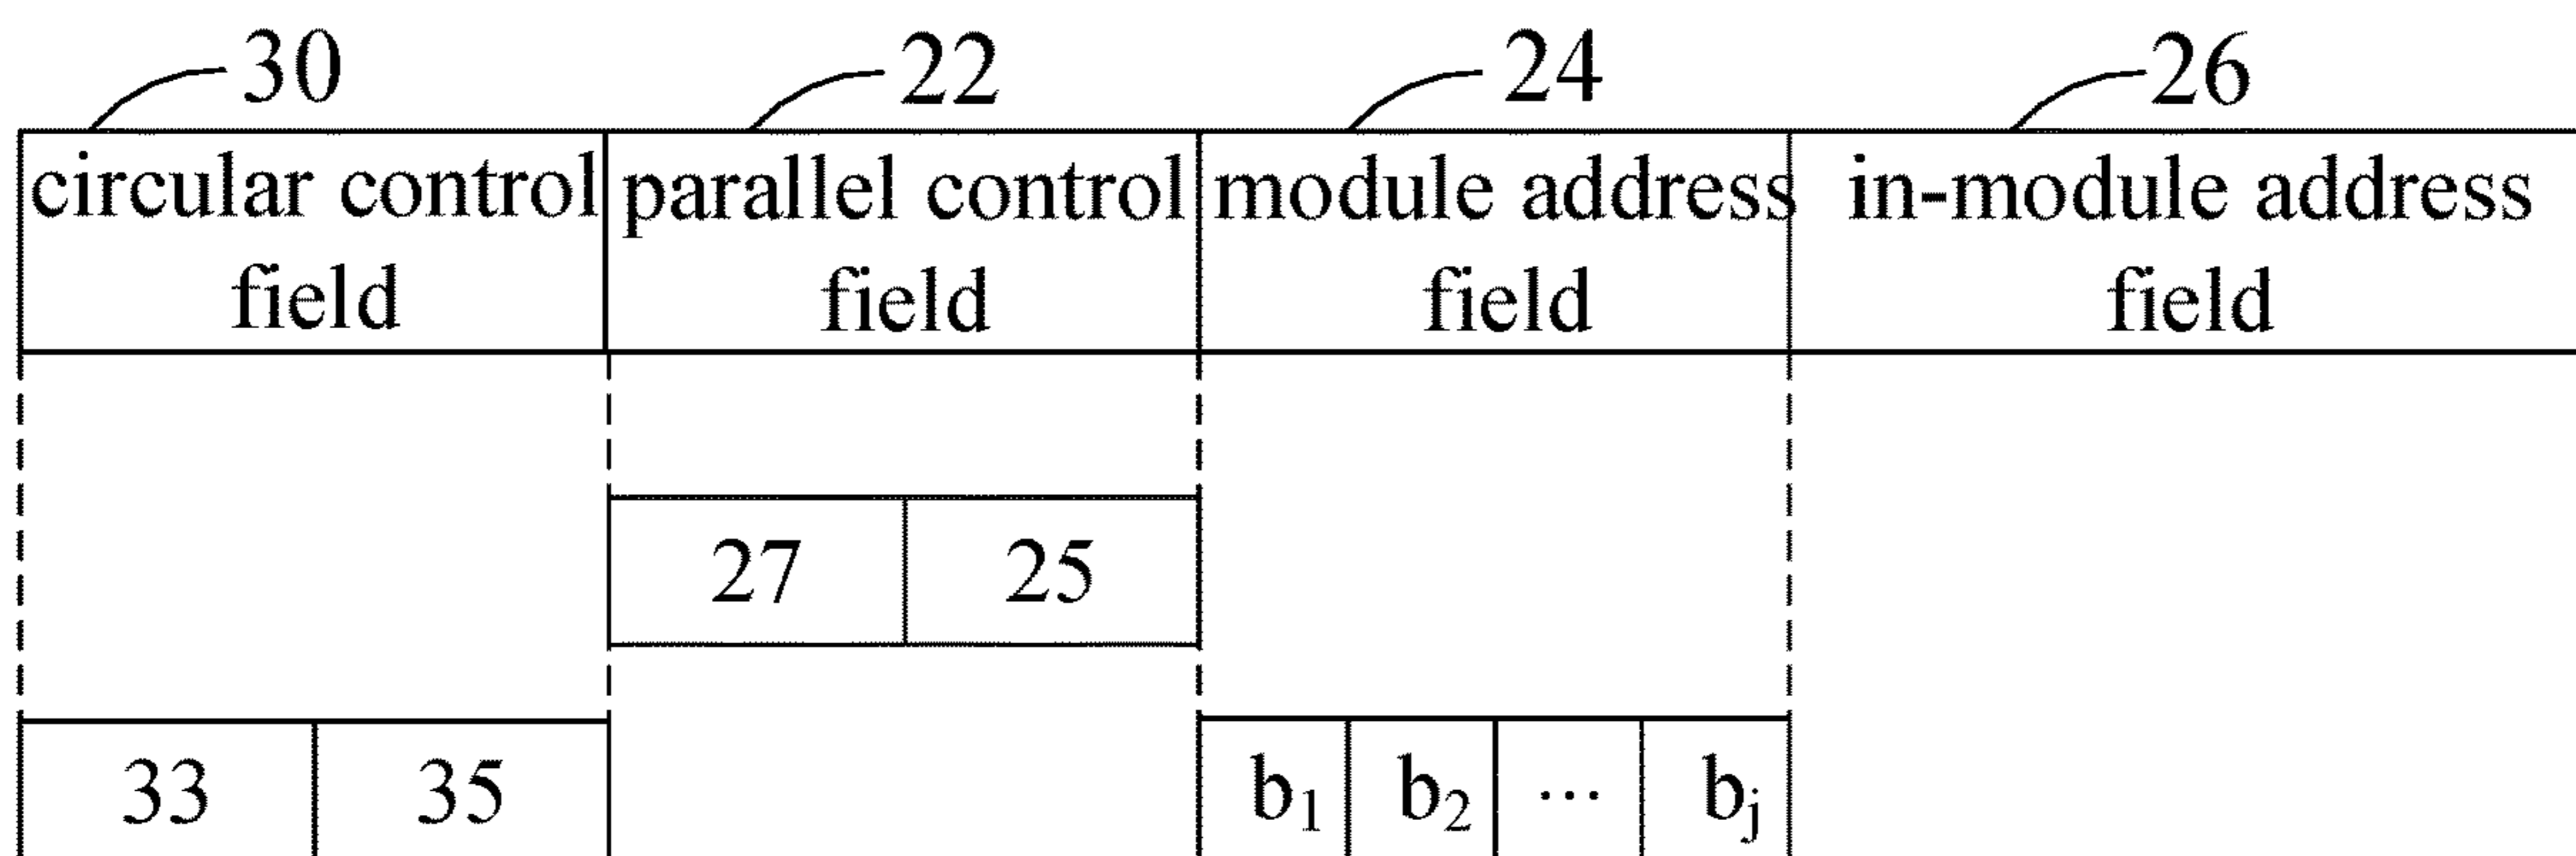 30 22 24 26
circular control field
parallel control field
module address field
in-module address field
27 25
33 35 b₁ b₂ ... bⱼ